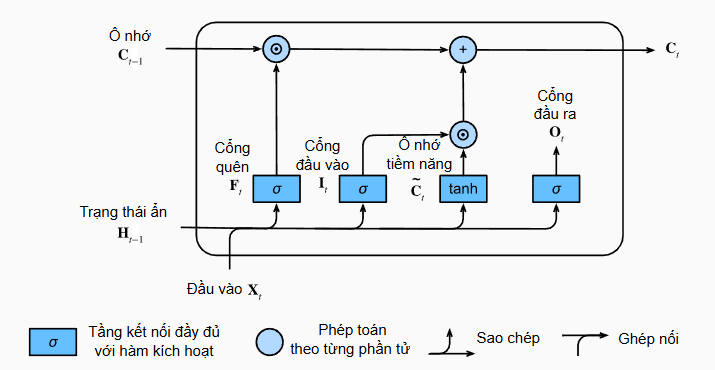 Ô nhớ
C_{t-1}
⊙
+
C_t
Cổng
đầu ra
O_t
⊙
Cổng
quên
F_t
Cổng
đầu vào
I_t
Ô nhớ
tiềm năng
C̃_t
σ
σ
tanh
σ
Trạng thái ẩn
H_{t-1}
Đầu vào X_t
σ
Tầng kết nối đầy đủ
với hàm kích hoạt
Phép toán
theo từng phần tử
Sao chép
Ghép nối